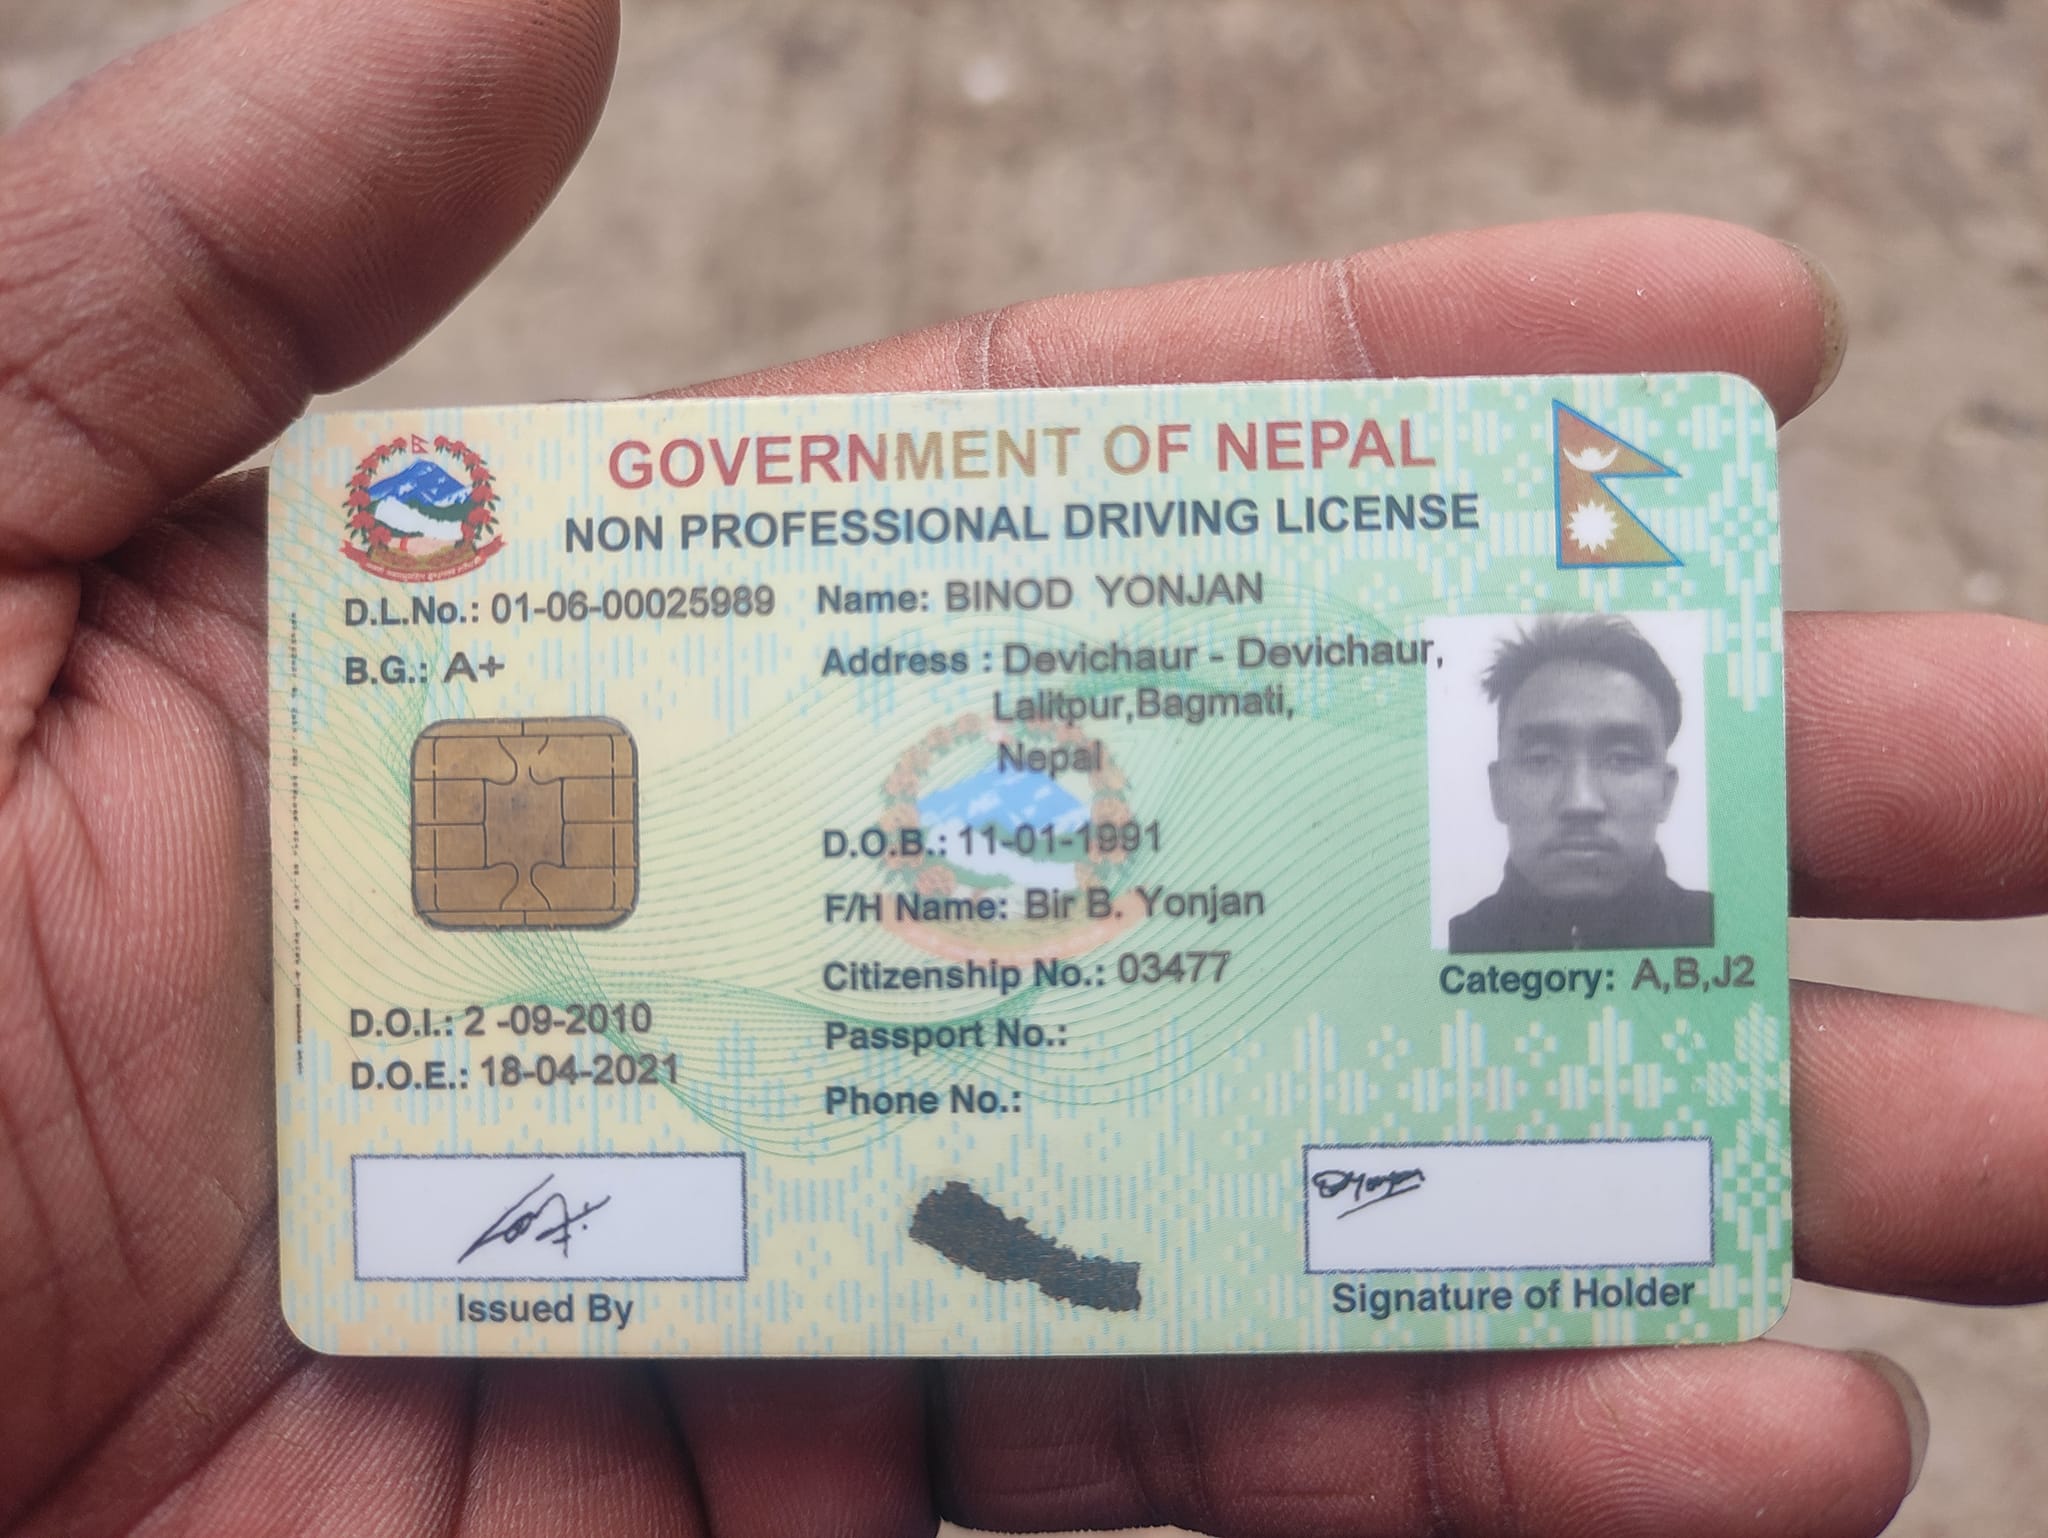 GOVERNMENT OF NEPAL
NON PROFESSIONAL DRIVING LICENSE
D.L.No.: 01-06-00025989
B.G.: A+
Name: BINOD YONJAN
Address : Devichaur - Devichaur,
Lalitpur,Bagmati,
Nepal
D.O.B.: 11-01-1991
F/H Name: Bir B. Yonjan
Citizenship No.: 03477
Passport No.:
Phone No.:
Category: A,B,J2
D.O.I.: 2 -09-2010
D.O.E.: 18-04-2021
Issued By
Signature of Holder